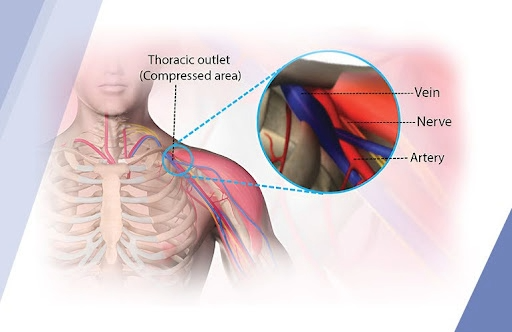 Thoracic outlet
(Compressed area)
Vein
Nerve
Artery